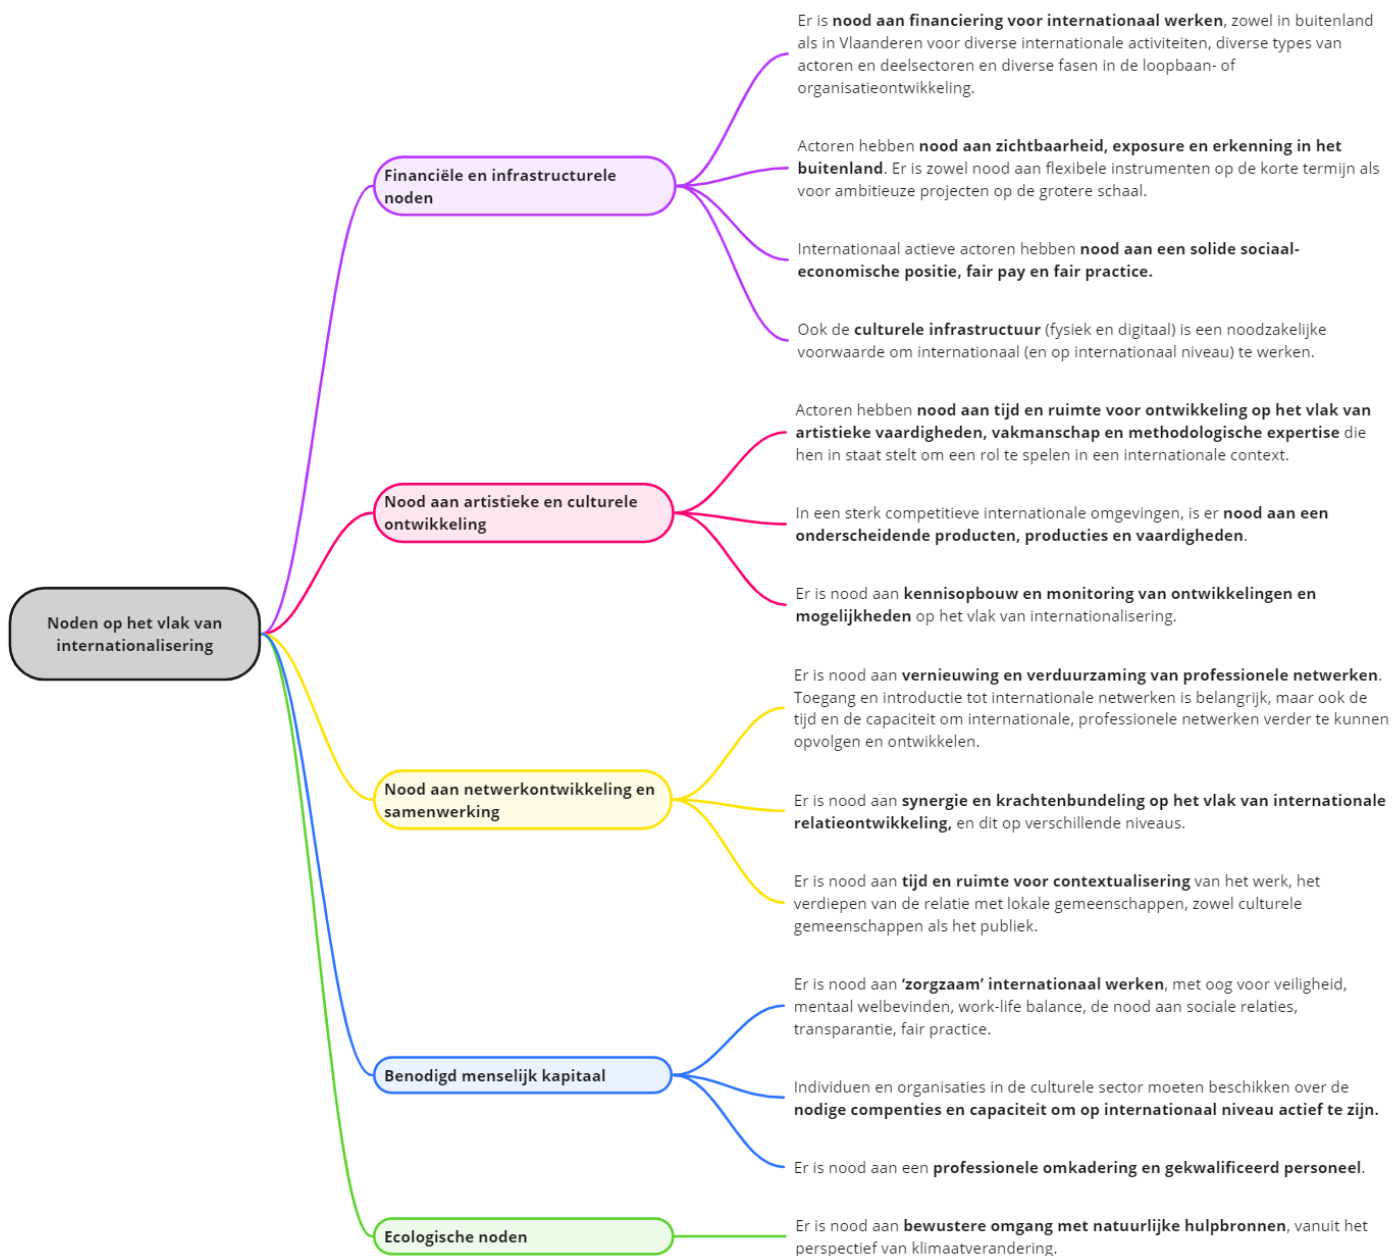 Noden op het vlak van
internationalisering
Financiële en infrastructurele
noden
Er is nood aan financiering voor internationaal werken, zowel in buitenland
als in Vlaanderen voor diverse internationale activiteiten, diverse types van
actoren en deelsectoren en diverse fasen in de loopbaan- of
organisatieontwikkeling.
Actoren hebben nood aan zichtbaarheid, exposure en erkenning in het
buitenland. Er is zowel nood aan flexibele instrumenten op de korte termijn als
voor ambitieuze projecten op de grotere schaal.
Internationaal actieve actoren hebben nood aan een solide sociaal-
economische positie, fair pay en fair practice.
Ook de culturele infrastructuur (fysiek en digitaal) is een noodzakelijke
voorwaarde om internationaal (en op internationaal niveau) te werken.
Nood aan artistieke en culturele
ontwikkeling
Actoren hebben nood aan tijd en ruimte voor ontwikkeling op het vlak van
artistieke vaardigheden, vakmanschap en methodologische expertise die
hen in staat stelt om een rol te spelen in een internationale context.
In een sterk competitieve internationale omgevingen, is er nood aan een
onderscheidende producten, producties en vaardigheden.
Er is nood aan kennisopbouw en monitoring van ontwikkelingen en
mogelijkheden op het vlak van internationalisering.
Nood aan netwerkontwikkeling en
samenwerking
Er is nood aan vernieuwing en verduurzaming van professionele netwerken.
Toegang en introductie tot internationale netwerken is belangrijk, maar ook de
tijd en de capaciteit om internationale, professionele netwerken verder te kunnen
opvolgen en ontwikkelen.
Er is nood aan synergie en krachtenbundeling op het vlak van internationale
relatieontwikkeling, en dit op verschillende niveaus.
Er is nood aan tijd en ruimte voor contextualisering van het werk, het
verdiepen van de relatie met lokale gemeenschappen, zowel culturele
gemeenschappen als het publiek.
Benodigd menselijk kapitaal
Er is nood aan ‘zorgzaam’ internationaal werken, met oog voor veiligheid,
mentaal welbevinden, work-life balance, de nood aan sociale relaties,
transparantie, fair practice.
Individuen en organisaties in de culturele sector moeten beschikken over de
nodige compenties en capaciteit om op internationaal niveau actief te zijn.
Er is nood aan een professionele omkadering en gekwalificeerd personeel.
Ecologische noden
Er is nood aan bewustere omgang met natuurlijke hulpbronnen, vanuit het
perspectief van klimaatverandering.